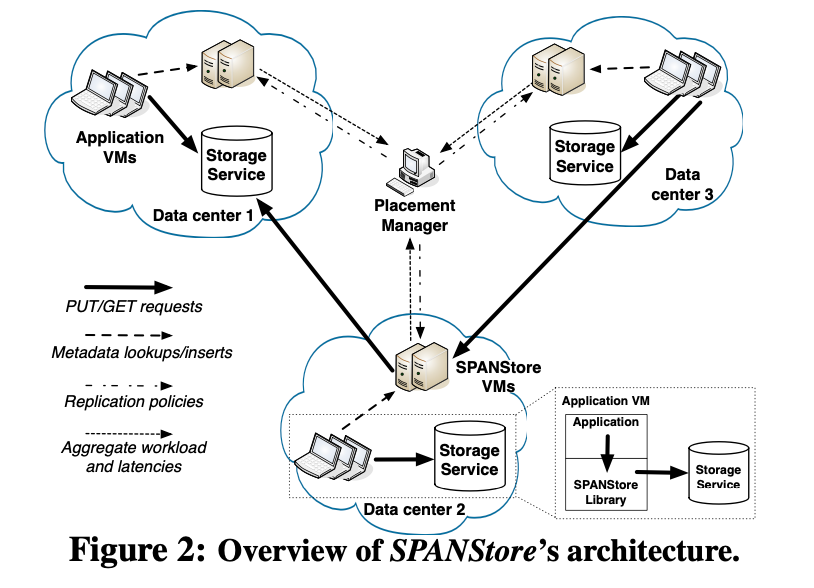 Application
VMs
Storage
Service
Data center 1
Placement
Manager
Storage
Service
Data
center 3
PUT/GET requests
Metadata lookups/inserts
Replication policies
Aggregate workload
and latencies
SPANStore
VMs
Storage
Service
Data center 2
Application VM
Application
SPANStore
Library
Storage
Service
Figure 2: Overview of SPANStore's architecture.